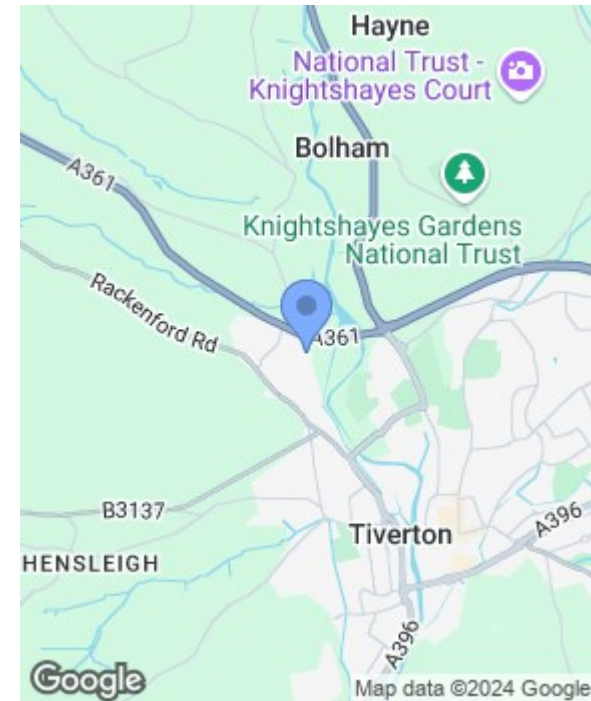 Hayne
National Trust -
Knightshayes Court
Bolham
A361
Knightshayes Gardens
National Trust
Rackenford Rd
A361
B3137
Tiverton
A396
HENSLEIGH
A396
Google
Map data ©2024 Google